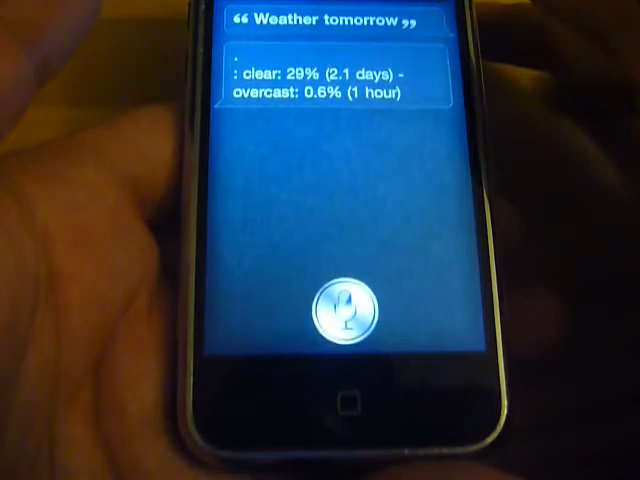 “ Weather tomorrow ”
.
: clear: 29% (2.1 days) -
overcast: 0.6% (1 hour)